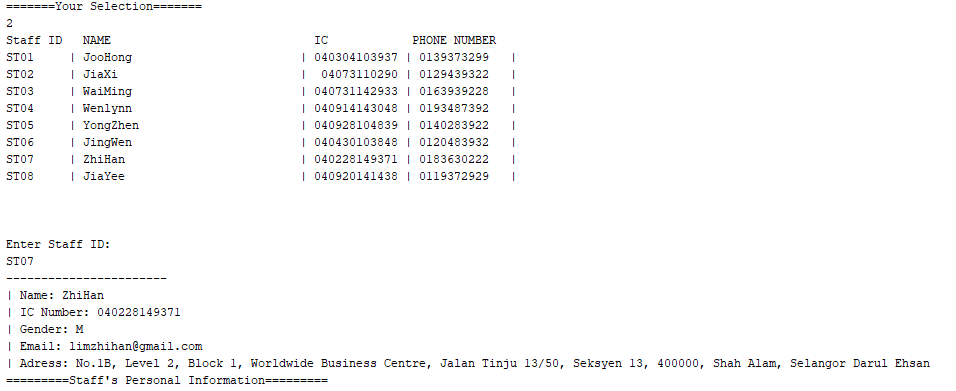 =======Your Selection=======
2
Staff ID   NAME                             IC            PHONE NUMBER
ST01     | JooHong                        | 040304103937 | 0139373299   |
ST02     | JiaXi                          |  04073110290 | 0129439322   |
ST03     | WaiMing                        | 040731142933 | 0163939228   |
ST04     | Wenlynn                        | 040914143048 | 0193487392   |
ST05     | YongZhen                       | 040928104839 | 0140283922   |
ST06     | JingWen                        | 040430103848 | 0120483932   |
ST07     | ZhiHan                         | 040228149371 | 0183630222   |
ST08     | JiaYee                         | 040920141438 | 0119372929   |
Enter Staff ID:
ST07
-----------------------
| Name: ZhiHan
| IC Number: 040228149371
| Gender: M
| Email: limzhihan@gmail.com
| Adress: No.1B, Level 2, Block 1, Worldwide Business Centre, Jalan Tinju 13/50, Seksyen 13, 400000, Shah Alam, Selangor Darul Ehsan
=========Staff's Personal Information=========